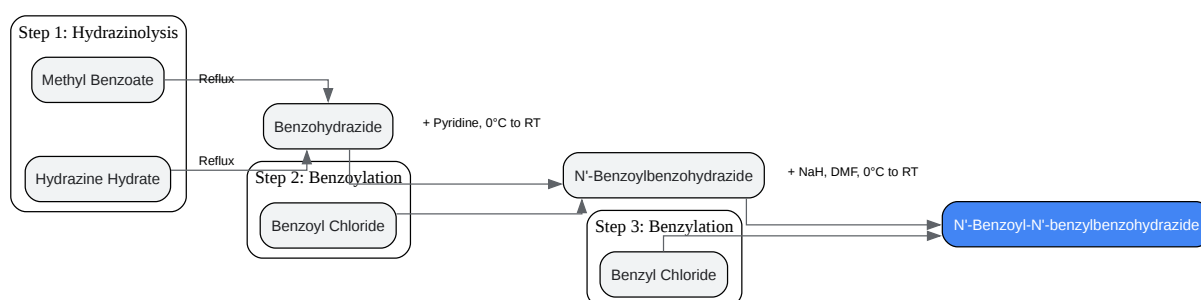 Step 1: Hydrazinolysis
Methyl Benzoate
Reflux
Hydrazine Hydrate
Reflux
Benzohydrazide
+ Pyridine, 0°C to RT
Step 2: Benzoylation
Benzoyl Chloride
N'-Benzoylbenzohydrazide
+ NaH, DMF, 0°C to RT
Step 3: Benzylation
Benzyl Chloride
N'-Benzoyl-N'-benzylbenzohydrazide